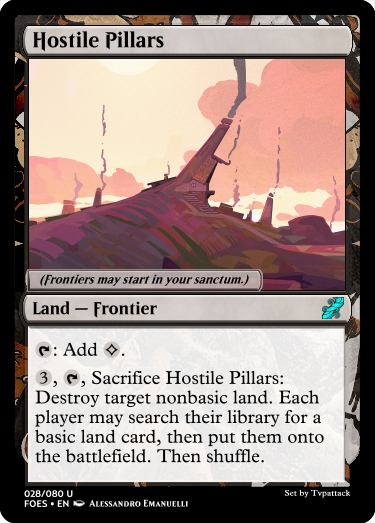 Hostile Pillars
(Frontiers may start in your sanctum.)
Land — Frontier
: Add .
3, , Sacrifice Hostile Pillars:
Destroy target nonbasic land. Each
player may search their library for a
basic land card, then put them onto
the battlefield. Then shuffle.
028/080 U
Set by Tvpattack
FOES • EN Alessandro Emanuelli